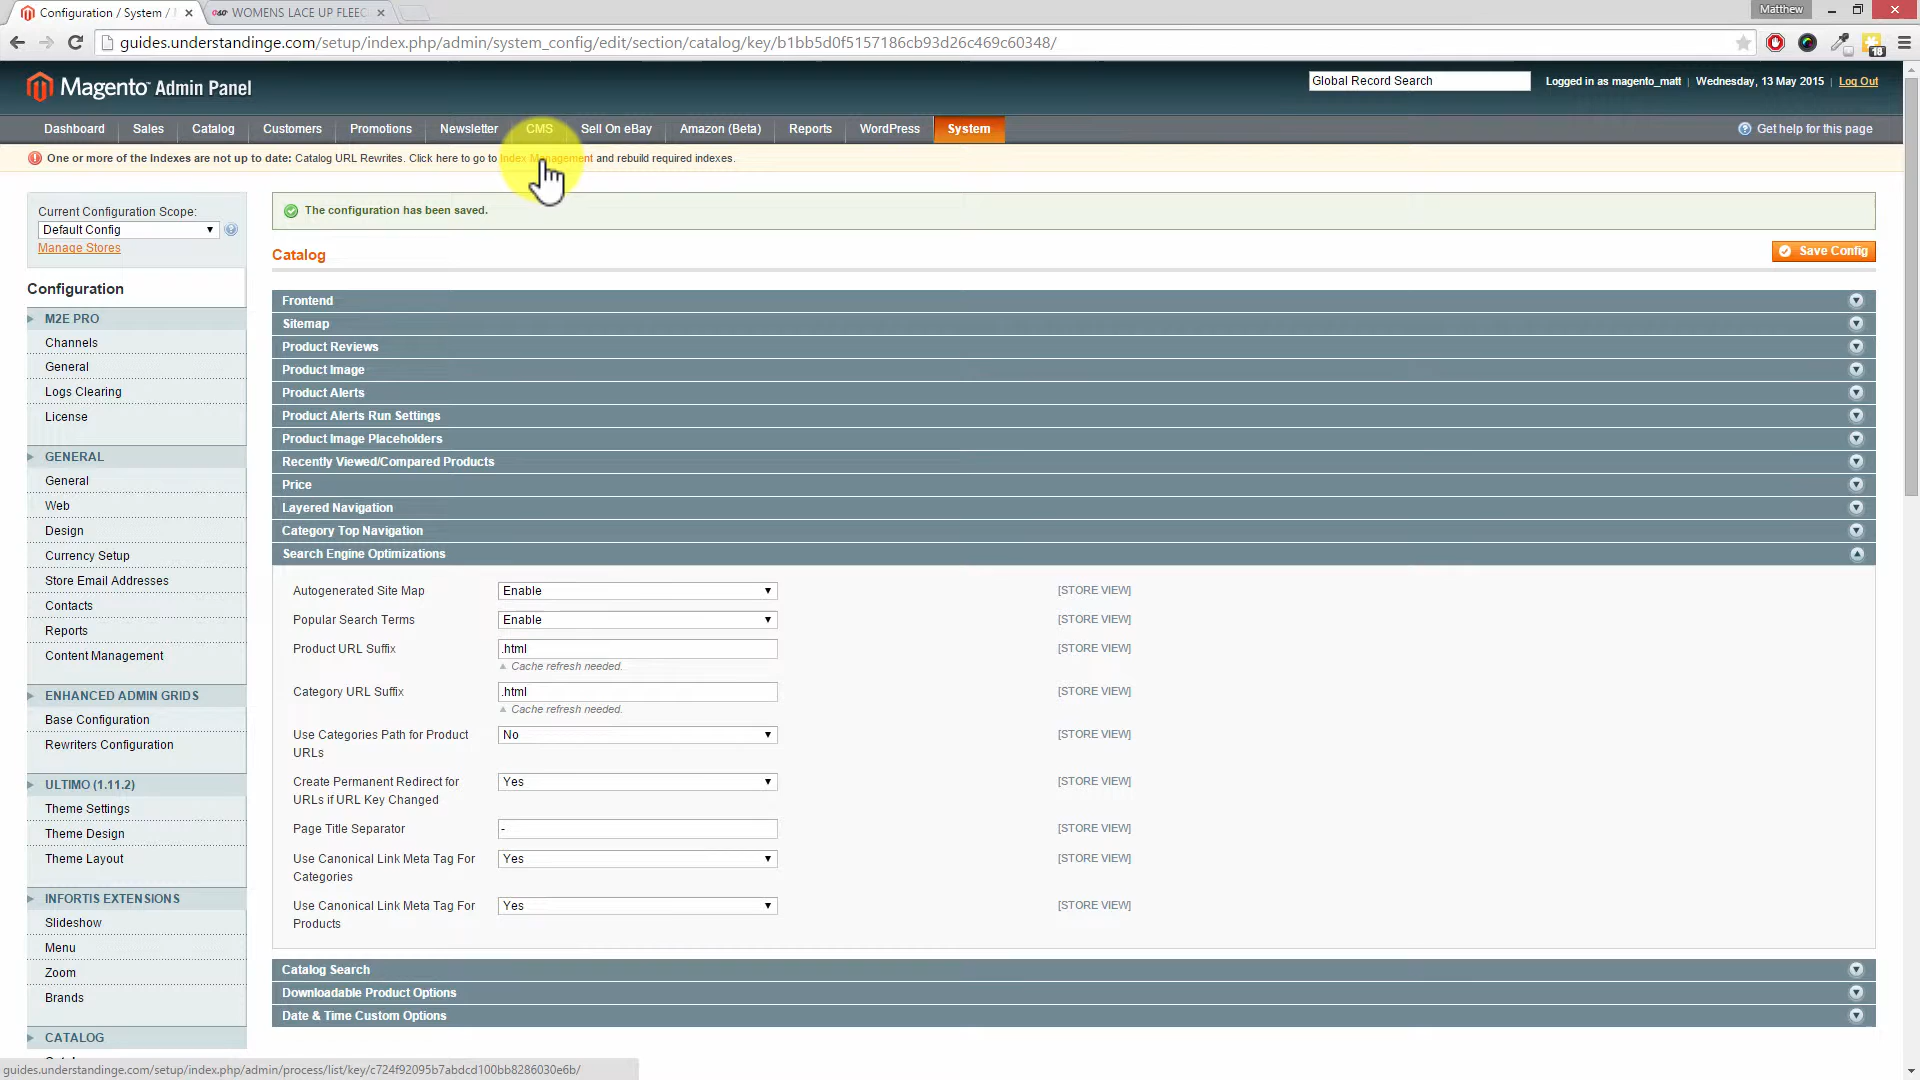 Configuration / System /
WOMENS LACE UP FLEEC
Matthew
guides.understandinge.com/setup/index.php/admin/system_config/edit/section/catalog/key/b1bb5d0f5157186cb93d26c469c60348/
18
Magento™ Admin Panel
Global Record Search
Logged in as magento_matt | Wednesday, 13 May 2015 | Log Out
Dashboard Sales Catalog Customers Promotions Newsletter CMS Sell On eBay Amazon (Beta) Reports WordPress System
Get help for this page
One or more of the Indexes are not up to date: Catalog URL Rewrites. Click here to go to Index Management and rebuild required indexes.
Current Configuration Scope:
Default Config
Manage Stores
Configuration
M2E PRO
Channels
General
Logs Clearing
License
GENERAL
General
Web
Design
Currency Setup
Store Email Addresses
Contacts
Reports
Content Management
ENHANCED ADMIN GRIDS
Base Configuration
Rewriters Configuration
ULTIMO (1.11.2)
Theme Settings
Theme Design
Theme Layout
INFORTIS EXTENSIONS
Slideshow
Menu
Zoom
Brands
CATALOG
The configuration has been saved.
Catalog
Save Config
Frontend
Sitemap
Product Reviews
Product Image
Product Alerts
Product Alerts Run Settings
Product Image Placeholders
Recently Viewed/Compared Products
Price
Layered Navigation
Category Top Navigation
Search Engine Optimizations
Autogenerated Site Map Enable [STORE VIEW]
Popular Search Terms Enable [STORE VIEW]
Product URL Suffix .html [STORE VIEW]
Cache refresh needed.
Category URL Suffix .html [STORE VIEW]
Cache refresh needed.
Use Categories Path for Product No [STORE VIEW]
URLs
Create Permanent Redirect for Yes [STORE VIEW]
URLs if URL Key Changed
Page Title Separator - [STORE VIEW]
Use Canonical Link Meta Tag For Yes [STORE VIEW]
Categories
Use Canonical Link Meta Tag For Yes [STORE VIEW]
Products
Catalog Search
Downloadable Product Options
Date & Time Custom Options
guides.understandinge.com/setup/index.php/admin/process/list/key/c724f92095b7abdcd100bb8286030e6b/